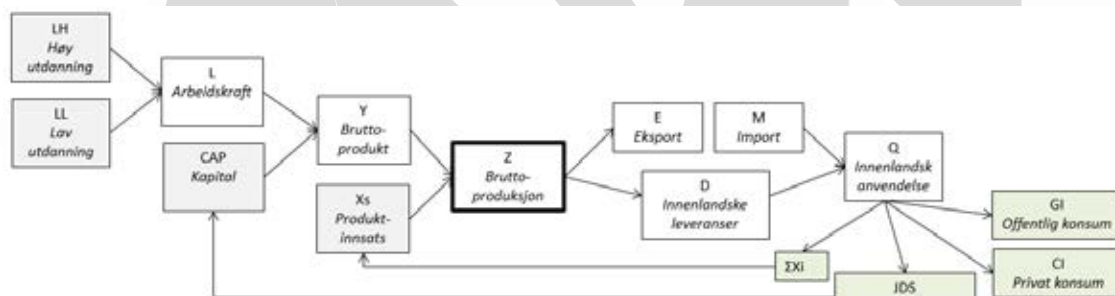 LH
Høy
utdanning
LL
Lav
utdanning
L
Arbeidskraft
CAP
Kapital
Y
Brutto-
produkt
Xs
Produkt-
innsats
Z
Brutto-
produksjon
E
Eksport
M
Import
D
Innenlandske
leveranser
Q
Innenlandsk
anvendelse
ΣXi
JDS
GI
Offentlig konsum
CI
Privat konsum